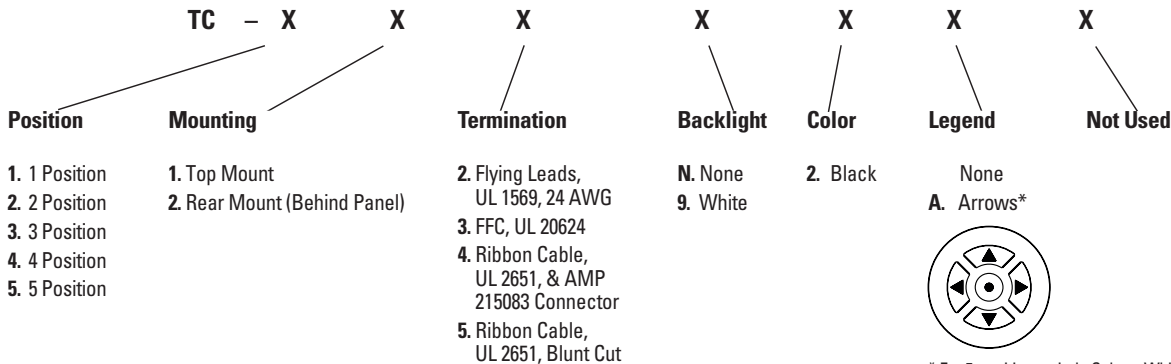 TC – X X X X X X X
Position Mounting Termination Backlight Color Legend Not Used
1. 1 Position
2. 2 Position
3. 3 Position
4. 4 Position
5. 5 Position
1. Top Mount
2. Rear Mount (Behind Panel)
2. Flying Leads,
UL 1569, 24 AWG
3. FFC, UL 20624
4. Ribbon Cable,
UL 2651, & AMP
215083 Connector
5. Ribbon Cable,
UL 2651, Blunt Cut
N. None
9. White
2. Black
None
A. Arrows*